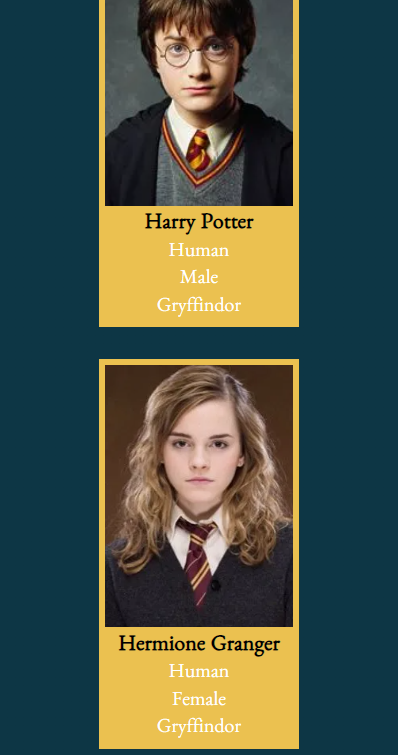 Harry Potter
Human
Male
Gryffindor
Hermione Granger
Human
Female
Gryffindor